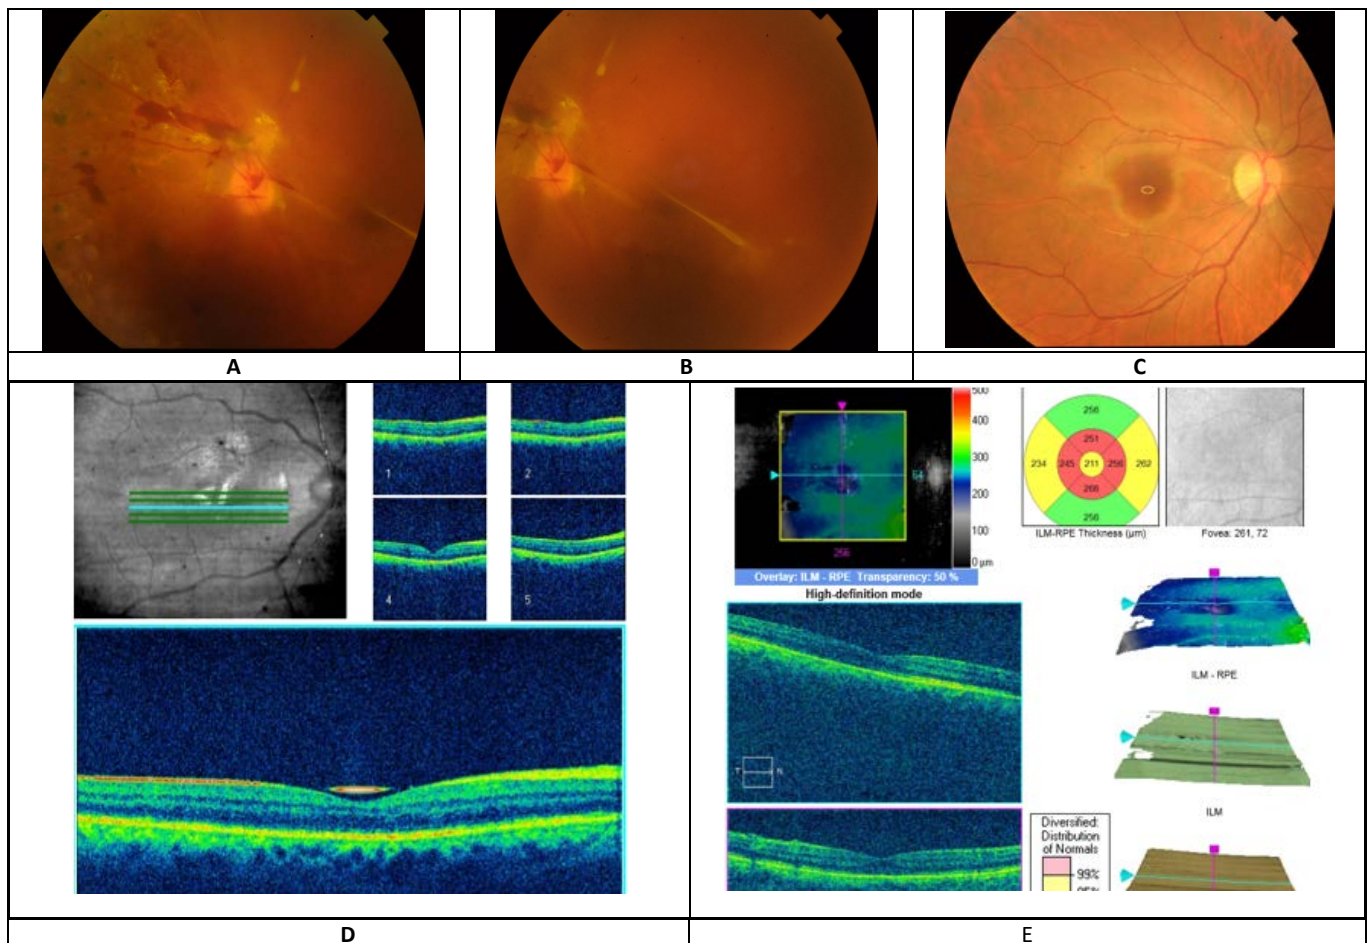 A
B
C
1
2
4
5
D
500
400
300
200
100
0 µm
64
256
Overlay: ILM - RPE Transparency: 50 %
High-definition mode
T
N
256
251
234
245
211
256
262
266
256
ILM-RPE Thickness (µm)
Fovea: 261, 72
ILM - RPE
ILM
Diversified:
Distribution
of Normals
99%
95%
E